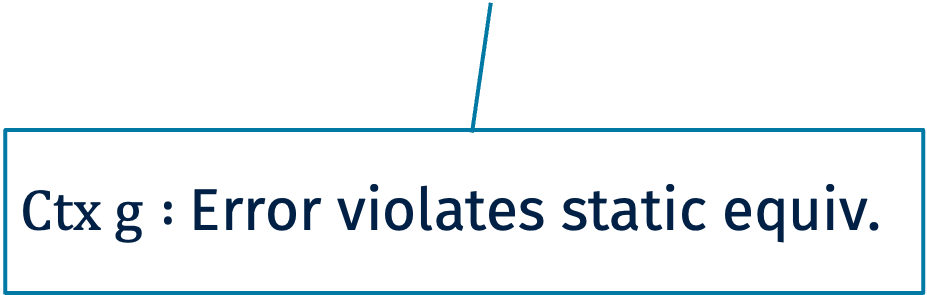 Ctx g : Error violates static equiv.